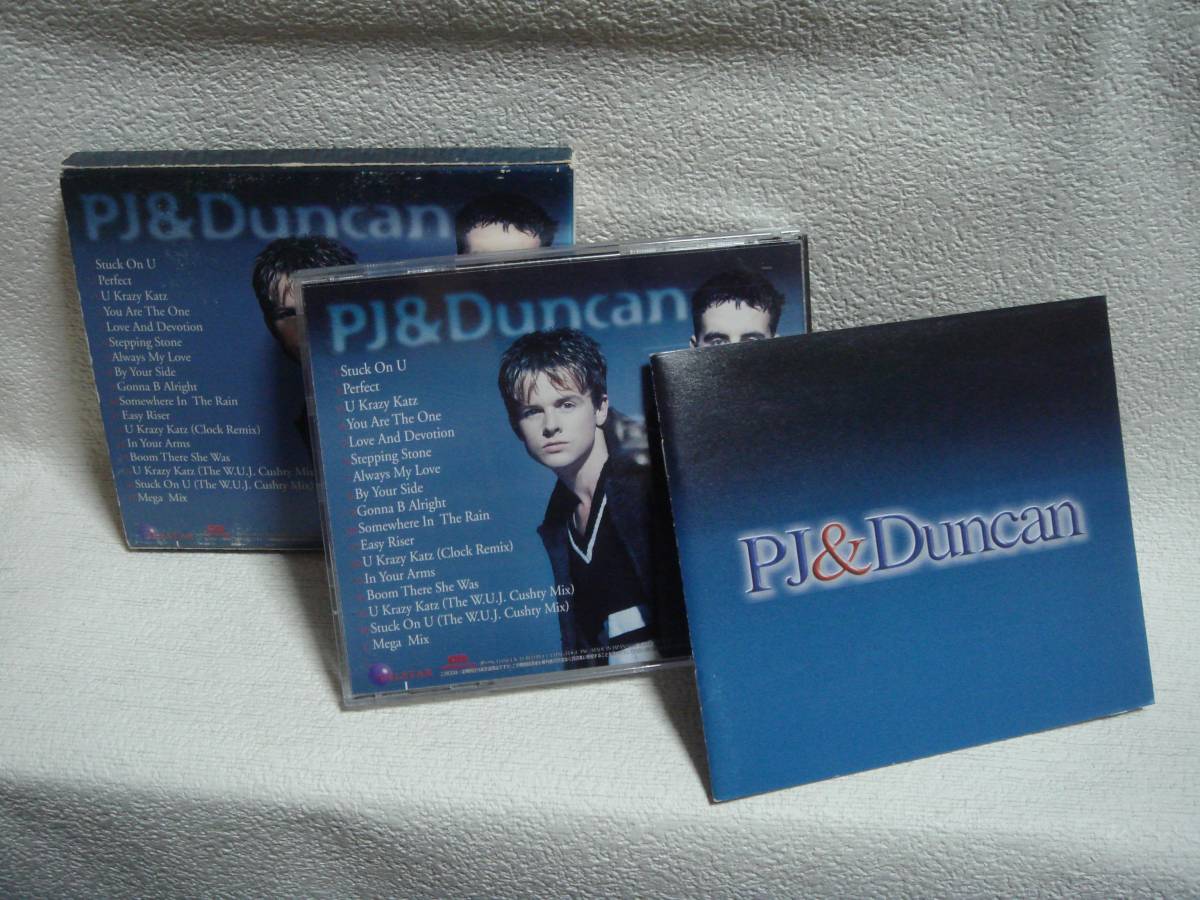 PJ&Duncan
Stuck On U
Perfect
U Krazy Katz
You Are The One
Love And Devotion
Stepping Stone
Always My Love
By Your Side
Gonna B Alright
Somewhere In The Rain
Easy Riser
U Krazy Katz (Clock Remix)
In Your Arms
Boom There She Was
U Krazy Katz (The W.U.J. Cushty Mix
Stuck On U (The W.U.J. Cushty Mix)
Mega Mix
PJ&Duncan
Stuck On U
Perfect
U Krazy Katz
You Are The One
Love And Devotion
Stepping Stone
Always My Love
By Your Side
Gonna B Alright
Somewhere In The Rain
Easy Riser
U Krazy Katz (Clock Remix)
In Your Arms
Boom There She Was
U Krazy Katz (The W.U.J. Cushty Mix)
Stuck On U (The W.U.J. Cushty Mix)
Mega Mix
PJ&Duncan